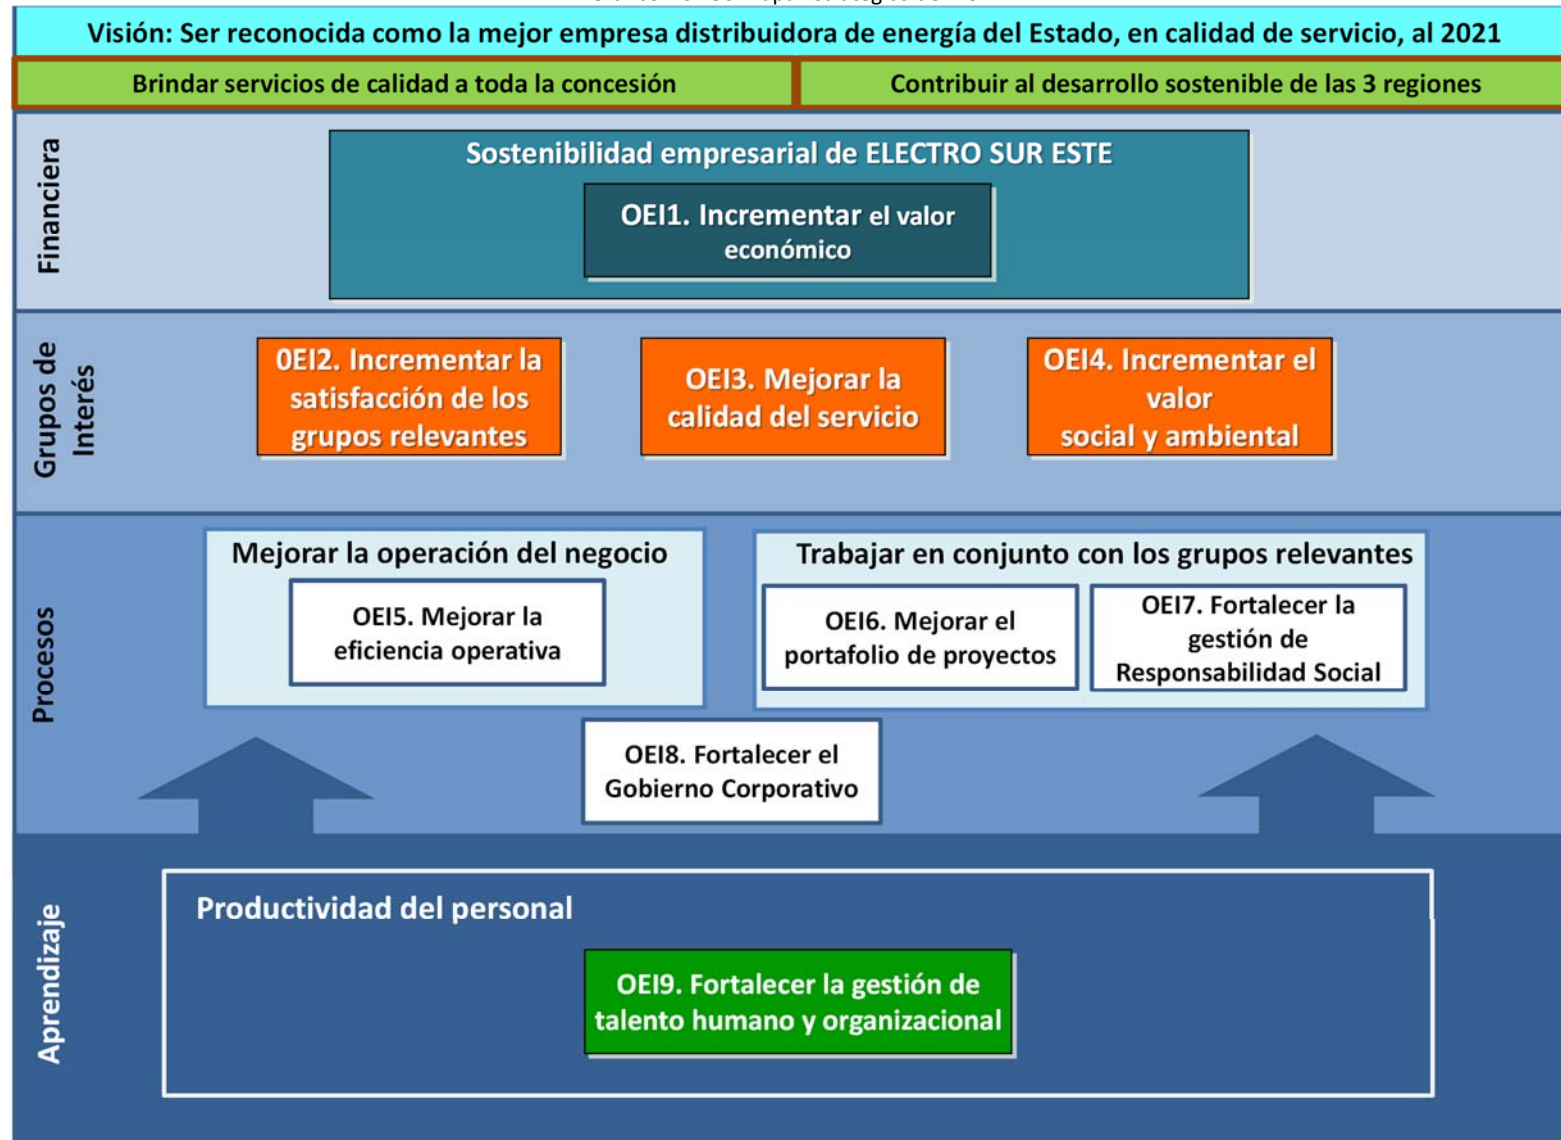 Visión: Ser reconocida como la mejor empresa distribuidora de energía del Estado, en calidad de servicio, al 2021
Brindar servicios de calidad a toda la concesión
Contribuir al desarrollo sostenible de las 3 regiones
Financiera
Sostenibilidad empresarial de ELECTRO SUR ESTE
OEI1. Incrementar el valor
económico
Grupos de
Interés
0EI2. Incrementar la
satisfacción de los
grupos relevantes
OEI3. Mejorar la
calidad del servicio
OEI4. Incrementar el
valor
social y ambiental
Procesos
Mejorar la operación del negocio
OEI5. Mejorar la
eficiencia operativa
Trabajar en conjunto con los grupos relevantes
OEI6. Mejorar el
portafolio de proyectos
OEI7. Fortalecer la
gestión de
Responsabilidad Social
OEI8. Fortalecer el
Gobierno Corporativo
Aprendizaje
Productividad del personal
OEI9. Fortalecer la gestión de
talento humano y organizacional